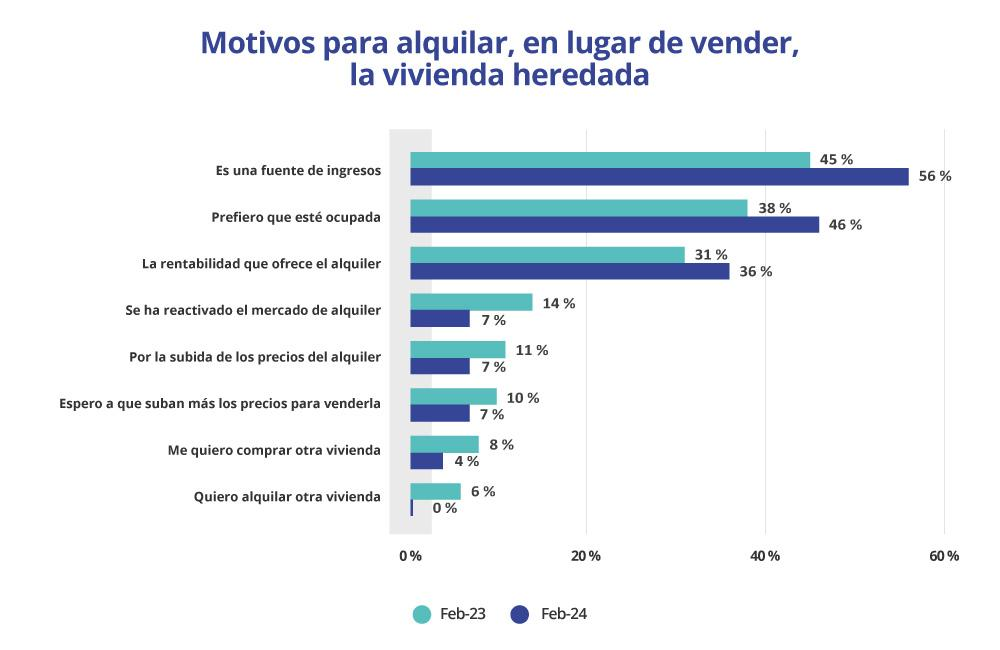 Motivos para alquilar, en lugar de vender,
la vivienda heredada
Es una fuente de ingresos
45 %
56 %
Prefiero que esté ocupada
38 %
46 %
La rentabilidad que ofrece el alquiler
31 %
36 %
Se ha reactivado el mercado de alquiler
14 %
7 %
Por la subida de los precios del alquiler
11 %
7 %
Espero a que suban más los precios para venderla
10 %
7 %
Me quiero comprar otra vivienda
8 %
4 %
Quiero alquilar otra vivienda
6 %
0 %
0 % 20 % 40 % 60 %
Feb-23 Feb-24